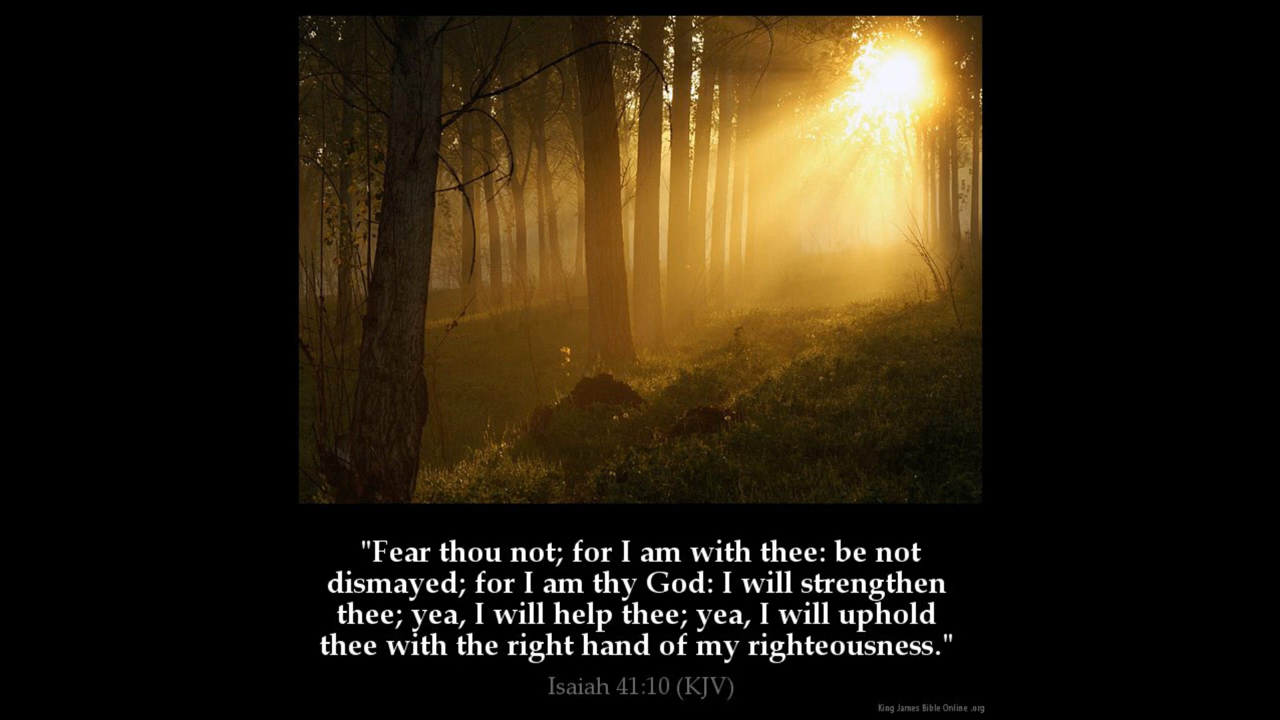 "Fear thou not; for I am with thee: be not
dismayed; for I am thy God: I will strengthen
thee; yea, I will help thee; yea, I will uphold
thee with the right hand of my righteousness."
Isaiah 41:10 (KJV)
King James Bible Online .org